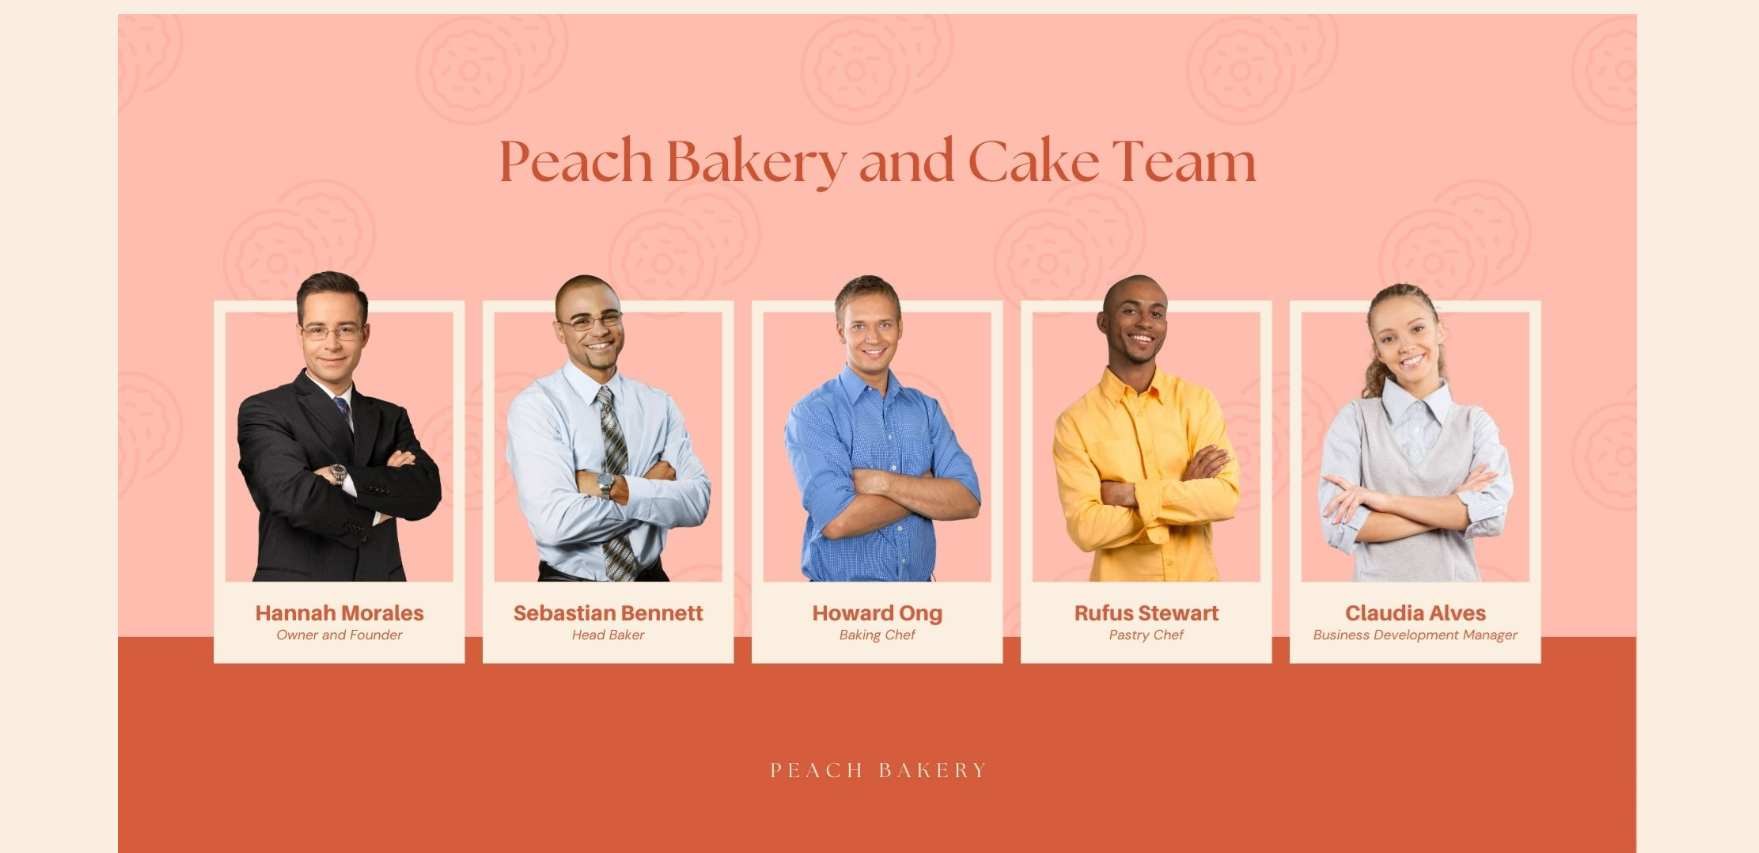 Peach Bakery and Cake Team
Hannah Morales
Owner and Founder
Sebastian Bennett
Head Baker
Howard Ong
Baking Chef
Rufus Stewart
Pastry Chef
Claudia Alves
Business Development Manager
PEACH BAKERY